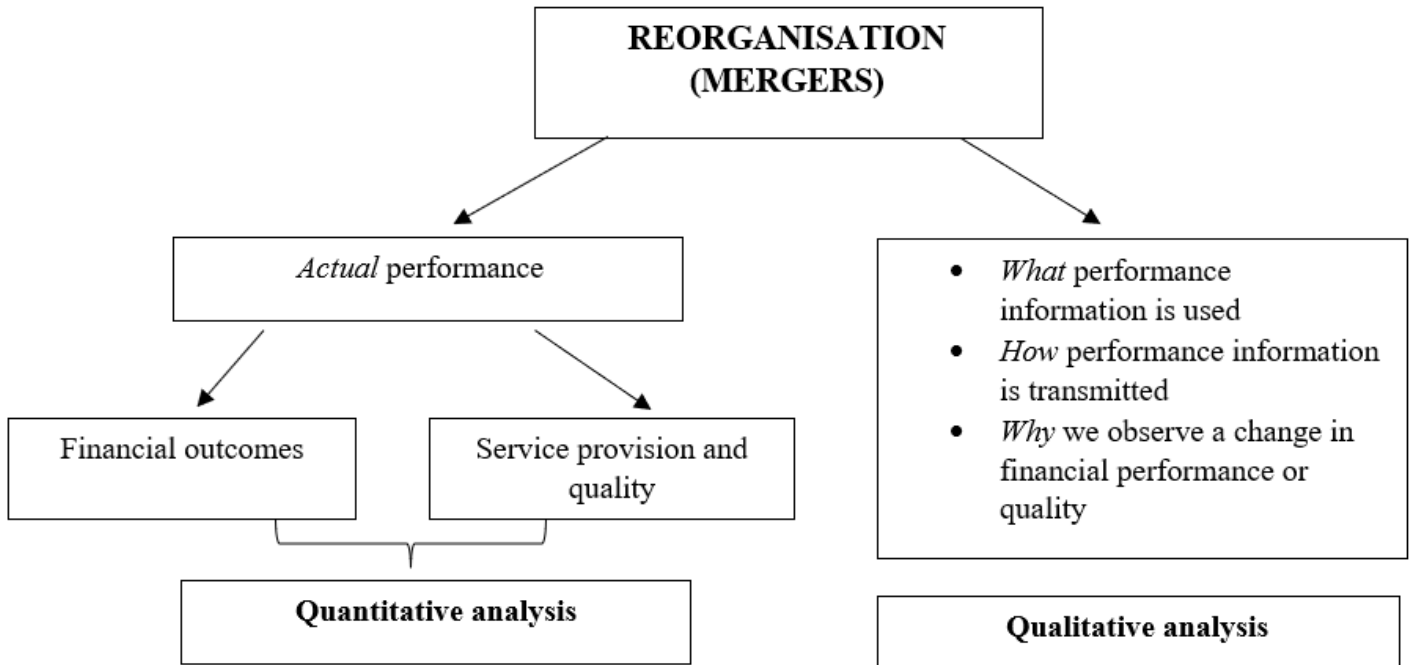 REORGANISATION
(MERGERS)
Actual performance
Financial outcomes
Service provision and
quality
Quantitative analysis
• What performance
information is used
• How performance information
is transmitted
• Why we observe a change in
financial performance or
quality
Qualitative analysis